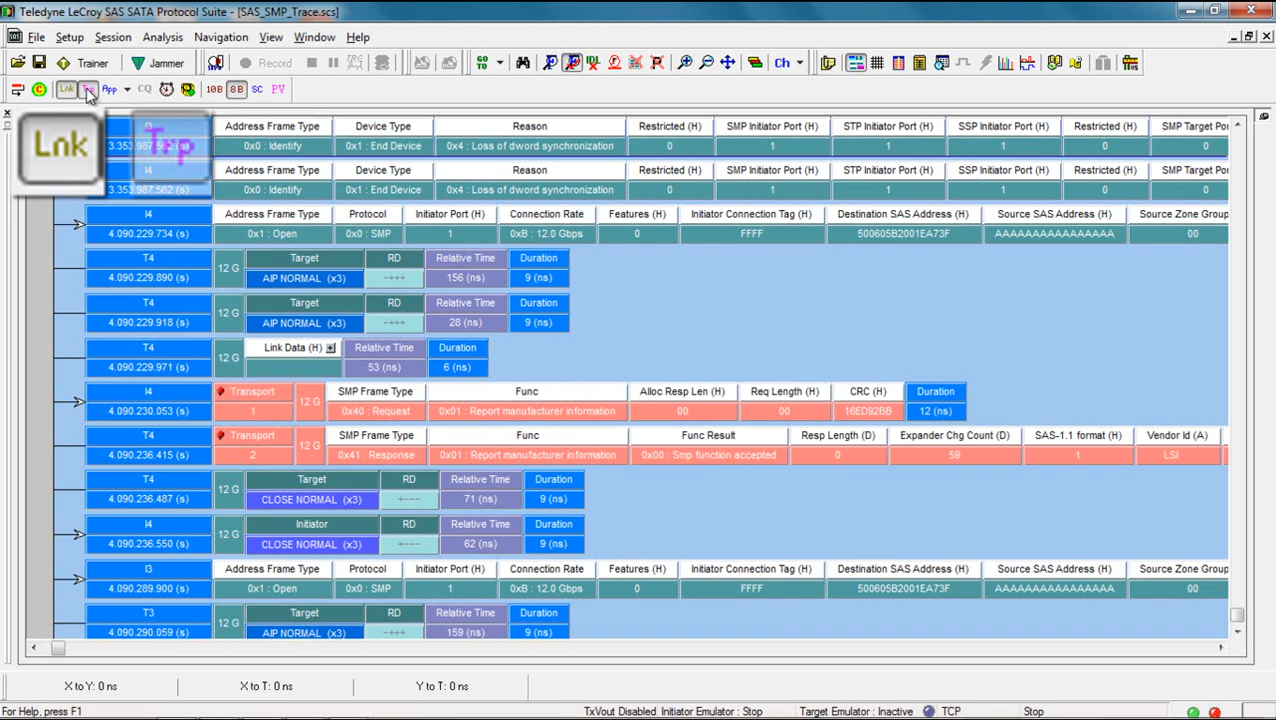 Teledyne LeCroy SAS SATA Protocol Suite - [SAS_SMP_Trace.scs]
File Setup Session Analysis Navigation View Window Help
Trainer Jammer Record GO TO IDL Ch
Lnk Trp App CQ 10B 8B SC PV
Lnk Trp
I3 Address Frame Type Device Type Reason Restricted (H) SMP Initiator Port (H) STP Initiator Port (H) SSP Initiator Port (H) Restricted (H) SMP Target Por
3.353.987.562 (s) 0x0 : Identify 0x1 : End Device 0x4 : Loss of dword synchronization 0 1 1 1 0 0
I4 Address Frame Type Device Type Reason Restricted (H) SMP Initiator Port (H) STP Initiator Port (H) SSP Initiator Port (H) Restricted (H) SMP Target Por
3.353.987.562 (s) 0x0 : Identify 0x1 : End Device 0x4 : Loss of dword synchronization 0 1 1 1 0 0
I4 Address Frame Type Protocol Initiator Port (H) Connection Rate Features (H) Initiator Connection Tag (H) Destination SAS Address (H) Source SAS Address (H) Source Zone Group
4.090.229.734 (s) 0x1 : Open 0x0 : SMP 1 0xB : 12.0 Gbps 0 FFFF 500605B2001EA73F AAAAAAAAAAAAAAAA 00
T4 12 G Target RD Relative Time Duration
4.090.229.890 (s) AIP NORMAL (x3) -+++ 156 (ns) 9 (ns)
T4 12 G Target RD Relative Time Duration
4.090.229.918 (s) AIP NORMAL (x3) -+++ 28 (ns) 9 (ns)
T4 12 G Link Data (H) Relative Time Duration
4.090.229.971 (s) 53 (ns) 6 (ns)
I4 Transport 12 G SMP Frame Type Func Alloc Resp Len (H) Req Length (H) CRC (H) Duration
4.090.230.053 (s) 1 0x40 : Request 0x01 : Report manufacturer information 00 00 16ED92BB 12 (ns)
T4 Transport 12 G SMP Frame Type Func Func Result Resp Length (D) Expander Chg Count (D) SAS-1.1 format (H) Vendor Id (A)
4.090.236.415 (s) 2 0x41 : Response 0x01 : Report manufacturer information 0x00 : Smp function accepted 0 59 1 LSI
T4 12 G Target RD Relative Time Duration
4.090.236.487 (s) CLOSE NORMAL (x3) +--- 71 (ns) 9 (ns)
I4 12 G Initiator RD Relative Time Duration
4.090.236.550 (s) CLOSE NORMAL (x3) +--- 62 (ns) 9 (ns)
I3 Address Frame Type Protocol Initiator Port (H) Connection Rate Features (H) Initiator Connection Tag (H) Destination SAS Address (H) Source SAS Address (H) Source Zone Group
4.090.289.900 (s) 0x1 : Open 0x0 : SMP 1 0xB : 12.0 Gbps 0 FFFF 500605B2001EA73F AAAAAAAAAAAAAAAA 00
T3 12 G Target RD Relative Time Duration
4.090.290.059 (s) AIP NORMAL (x3) -+++ 159 (ns) 9 (ns)
X to Y: 0 ns X to T: 0 ns Y to T: 0 ns
For Help, press F1 TxVout Disabled Initiator Emulator : Stop Target Emulator : Inactive TCP Stop